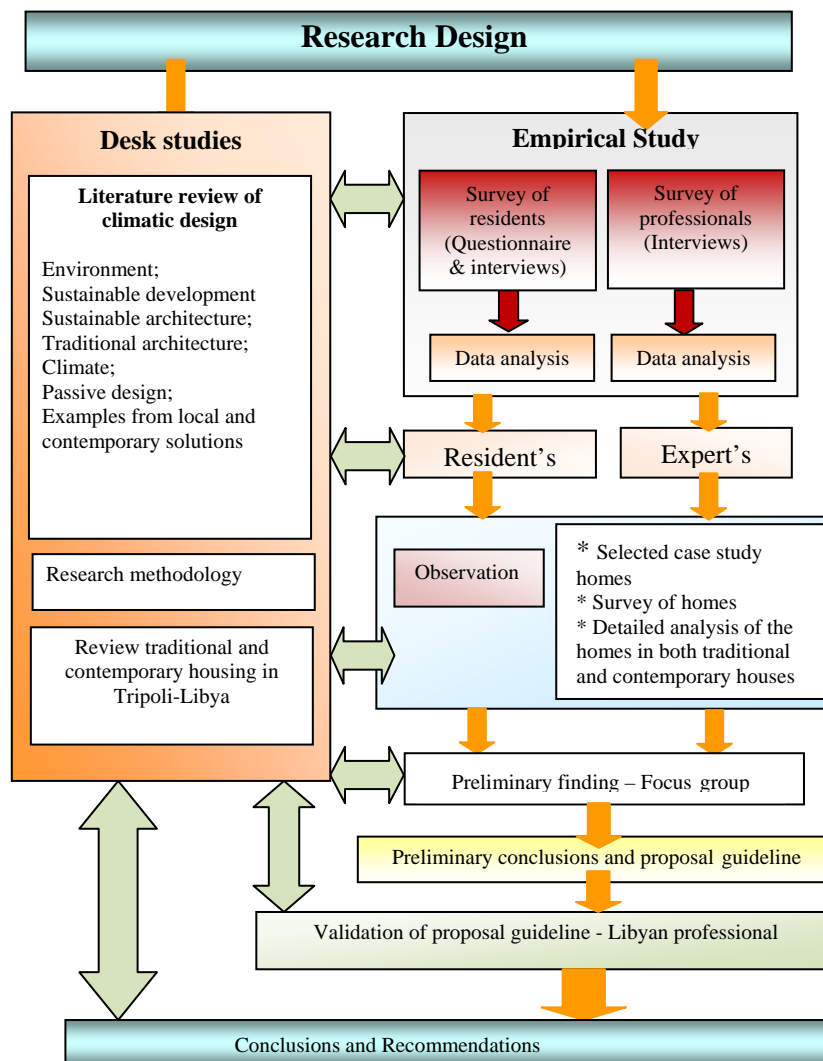 Research Design
Desk studies
Literature review of
climatic design
Environment;
Sustainable development
Sustainable architecture;
Traditional architecture;
Climate;
Passive design;
Examples from local and
contemporary solutions
Research methodology
Review traditional and
contemporary housing in
Tripoli-Libya
Empirical Study
Survey of
residents
(Questionnaire
& interviews)
Survey of
professionals
(Interviews)
Data analysis
Data analysis
Resident's
Expert's
Observation
* Selected case study
homes
* Survey of homes
* Detailed analysis of the
homes in both traditional
and contemporary houses
Preliminary finding – Focus group
Preliminary conclusions and proposal guideline
Validation of proposal guideline - Libyan professional
Conclusions and Recommendations